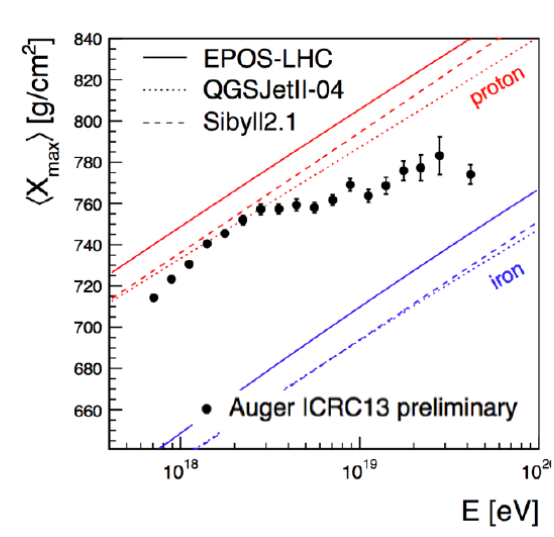 ⟨X_max⟩ [g/cm²]
840
820
800
780
760
740
720
700
680
660
EPOS-LHC
QGSJetII-04
Sibyll2.1
proton
iron
Auger ICRC13 preliminary
10¹⁸
10¹⁹
10²⁰
E [eV]